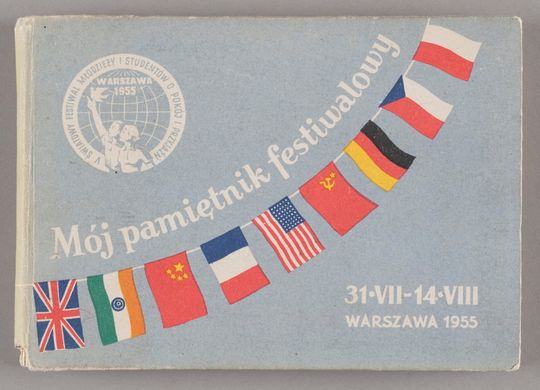 V ŚWIATOWY FESTIWAL MŁODZIEŻY I STUDENTÓW O POKÓJ I PRZYJAŹŃ
WARSZAWA
1955
Mój pamiętnik festiwalowy
31·VII-14·VIII
WARSZAWA 1955